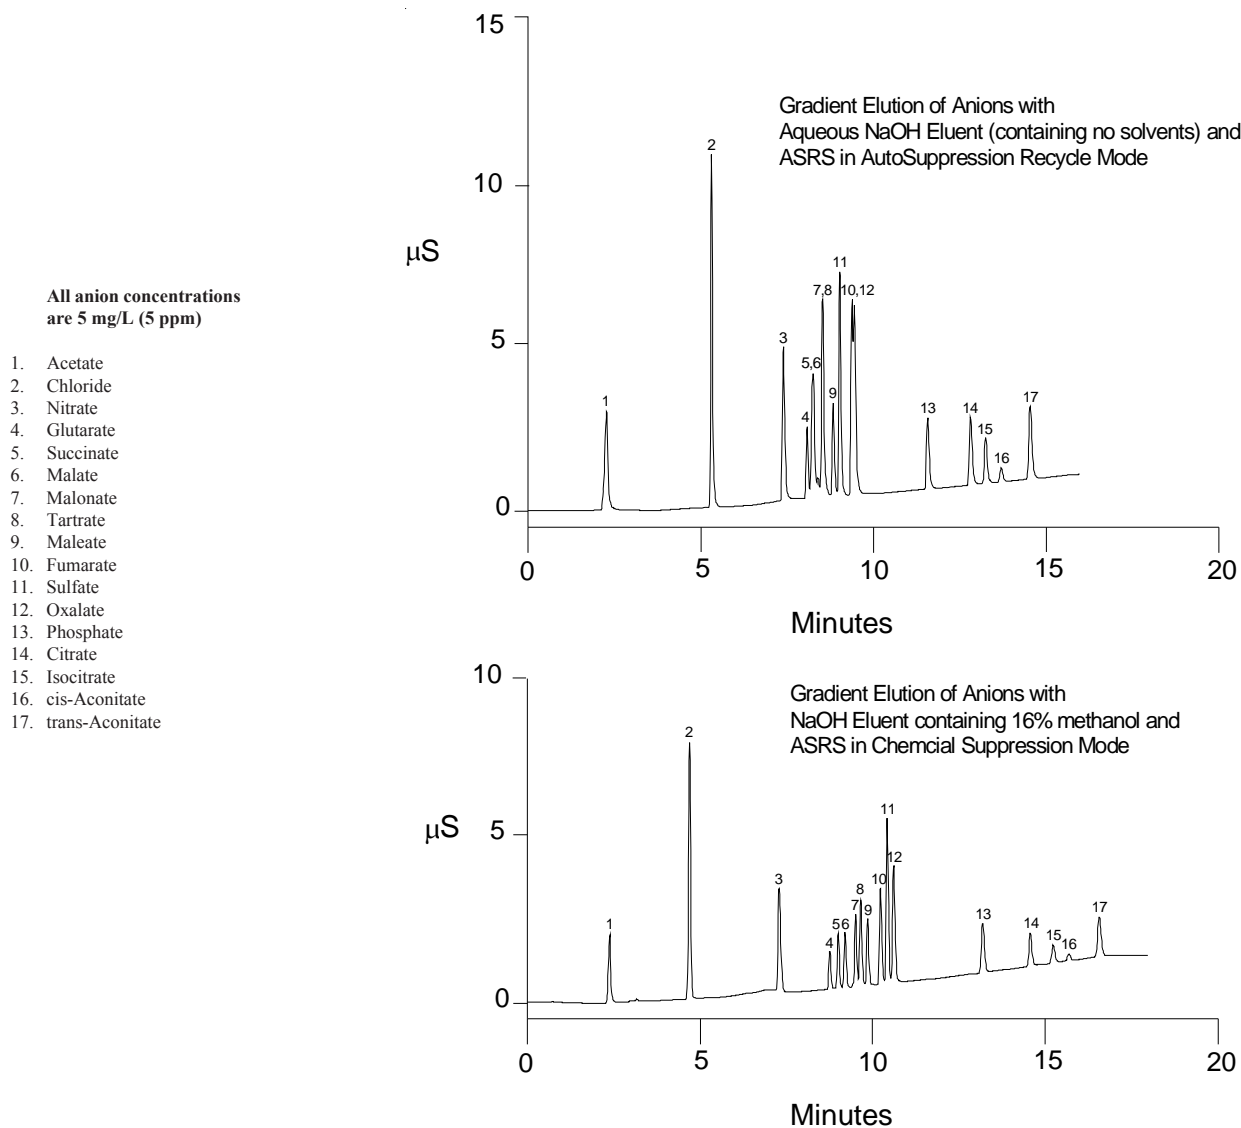 All anion concentrations
are 5 mg/L (5 ppm)
1. Acetate
2. Chloride
3. Nitrate
4. Glutarate
5. Succinate
6. Malate
7. Malonate
8. Tartrate
9. Maleate
10. Fumarate
11. Sulfate
12. Oxalate
13. Phosphate
14. Citrate
15. Isocitrate
16. cis-Aconitate
17. trans-Aconitate
Gradient Elution of Anions with
Aqueous NaOH Eluent (containing no solvents) and
ASRS in AutoSuppression Recycle Mode
15
10
μS
5
0
1
2
3
4
5,6
7,8
9
11
10,12
13
14
15
16
17
0
5
10
15
20
Minutes
Gradient Elution of Anions with
NaOH Eluent containing 16% methanol and
ASRS in Chemcial Suppression Mode
10
μS
5
0
1
2
3
4
5
6
7
8
9
10
11
12
13
14
15
16
17
0
5
10
15
20
Minutes